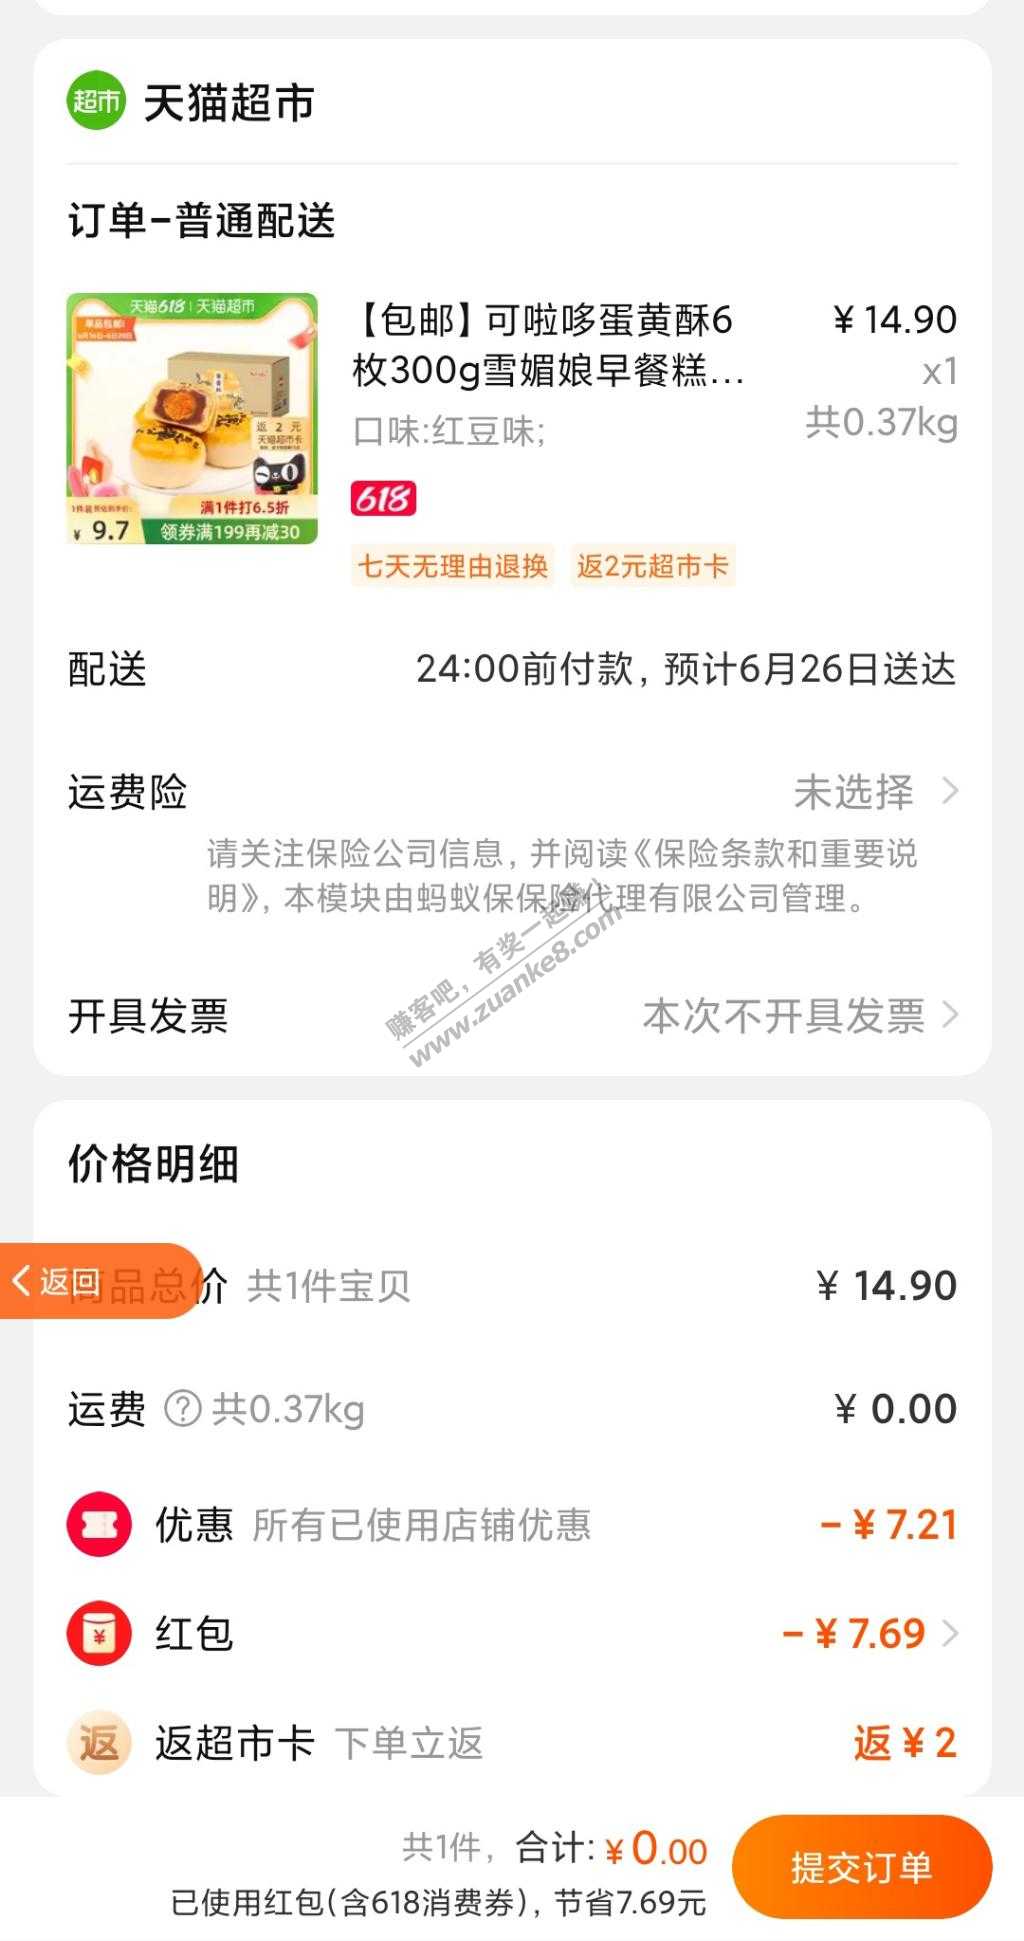 超市 天猫超市
订单-普通配送
天猫618 | 天猫超市
单品包邮!
返 2 元
天猫超市卡
满1件打6.5折
¥ 9.7 领券满199再减30
【包邮】可啦哆蛋黄酥6 ¥ 14.90
枚300g雪媚娘早餐糕... x1
口味:红豆味; 共0.37kg
618
七天无理由退换 返2元超市卡
配送 24:00前付款, 预计6月26日送达
运费险 未选择 >
请关注保险公司信息, 并阅读《保险条款和重要说
明》, 本模块由蚂蚁保保险代理有限公司管理。
赚客吧, 有奖一起赚!
www.zuanke8.com
开具发票 本次不开具发票 >
价格明细
< 返回
商品总价 共1件宝贝 ¥ 14.90
运费 ? 共0.37kg ¥ 0.00
优惠 所有已使用店铺优惠 - ¥ 7.21
¥ 红包 - ¥ 7.69 >
返 返超市卡 下单立返 返 ¥ 2
共1件, 合计: ¥ 0.00
提交订单
已使用红包(含618消费券), 节省7.69元